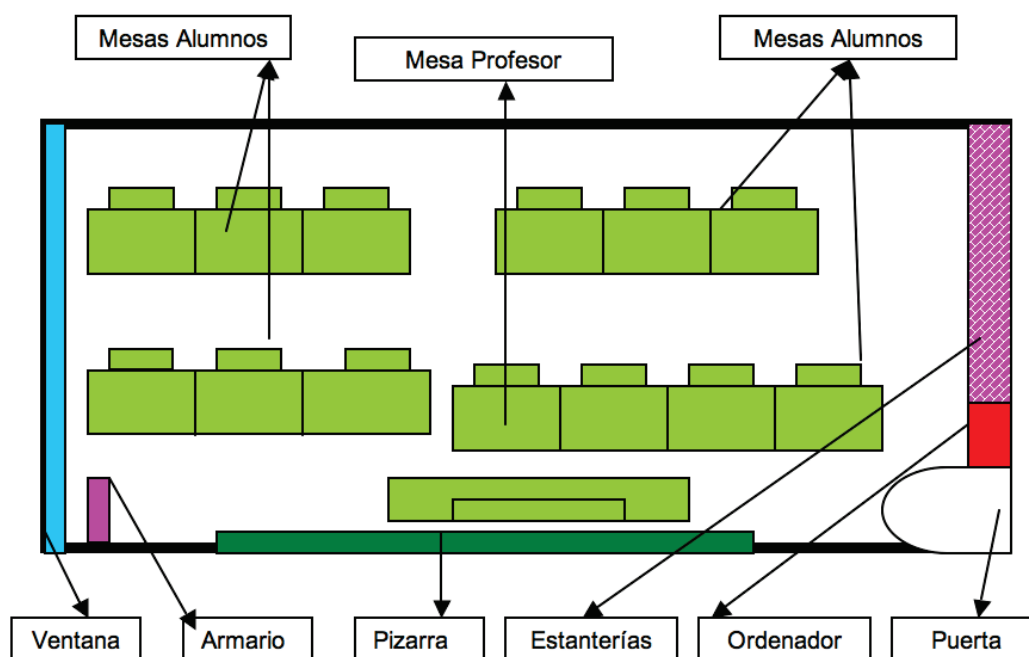 Mesas Alumnos
Mesa Profesor
Mesas Alumnos
Ventana
Armario
Pizarra
Estanterías
Ordenador
Puerta